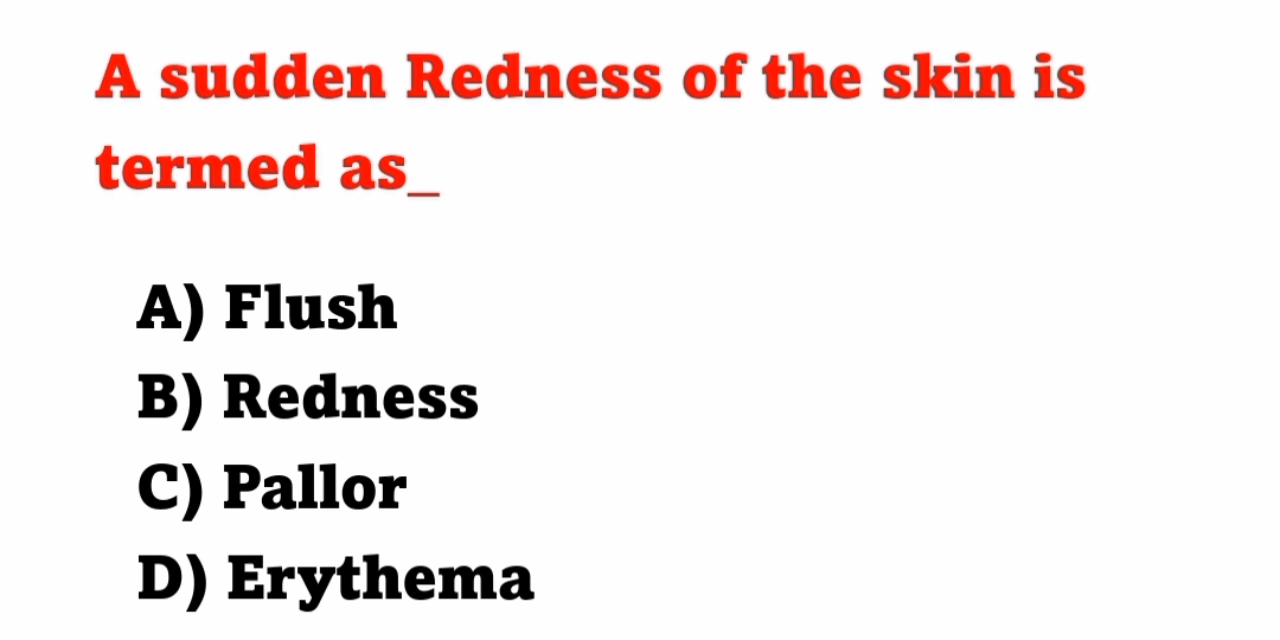 A sudden Redness of the skin is
termed as_
A) Flush
B) Redness
C) Pallor
D) Erythema